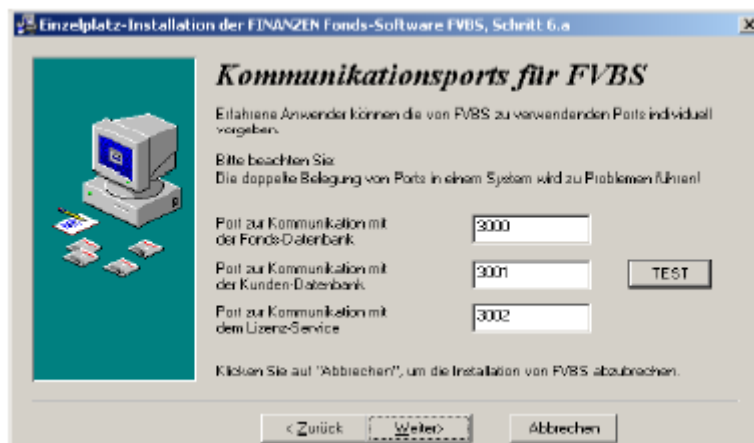 Einzelplatz-Installation der FINANZEN Fonds-Software FVBS, Schritt 6.a
Kommunikationsports für FVBS
Erfahrene Anwender können die von FVBS zu verwendenden Ports individuell
vorgeben.
Bitte beachten Sie:
Die doppelte Belegung von Ports in einem System wird zu Problemen führen!
Port zur Kommunikation mit
der Fonds-Datenbank
3000
Port zur Kommunikation mit
der Kunden-Datenbank
3001
TEST
Port zur Kommunikation mit
dem Lizenz-Service
3002
Klicken Sie auf "Abbrechen", um die Installation von FVBS abzubrechen.
< Zurück
Weiter>
Abbrechen